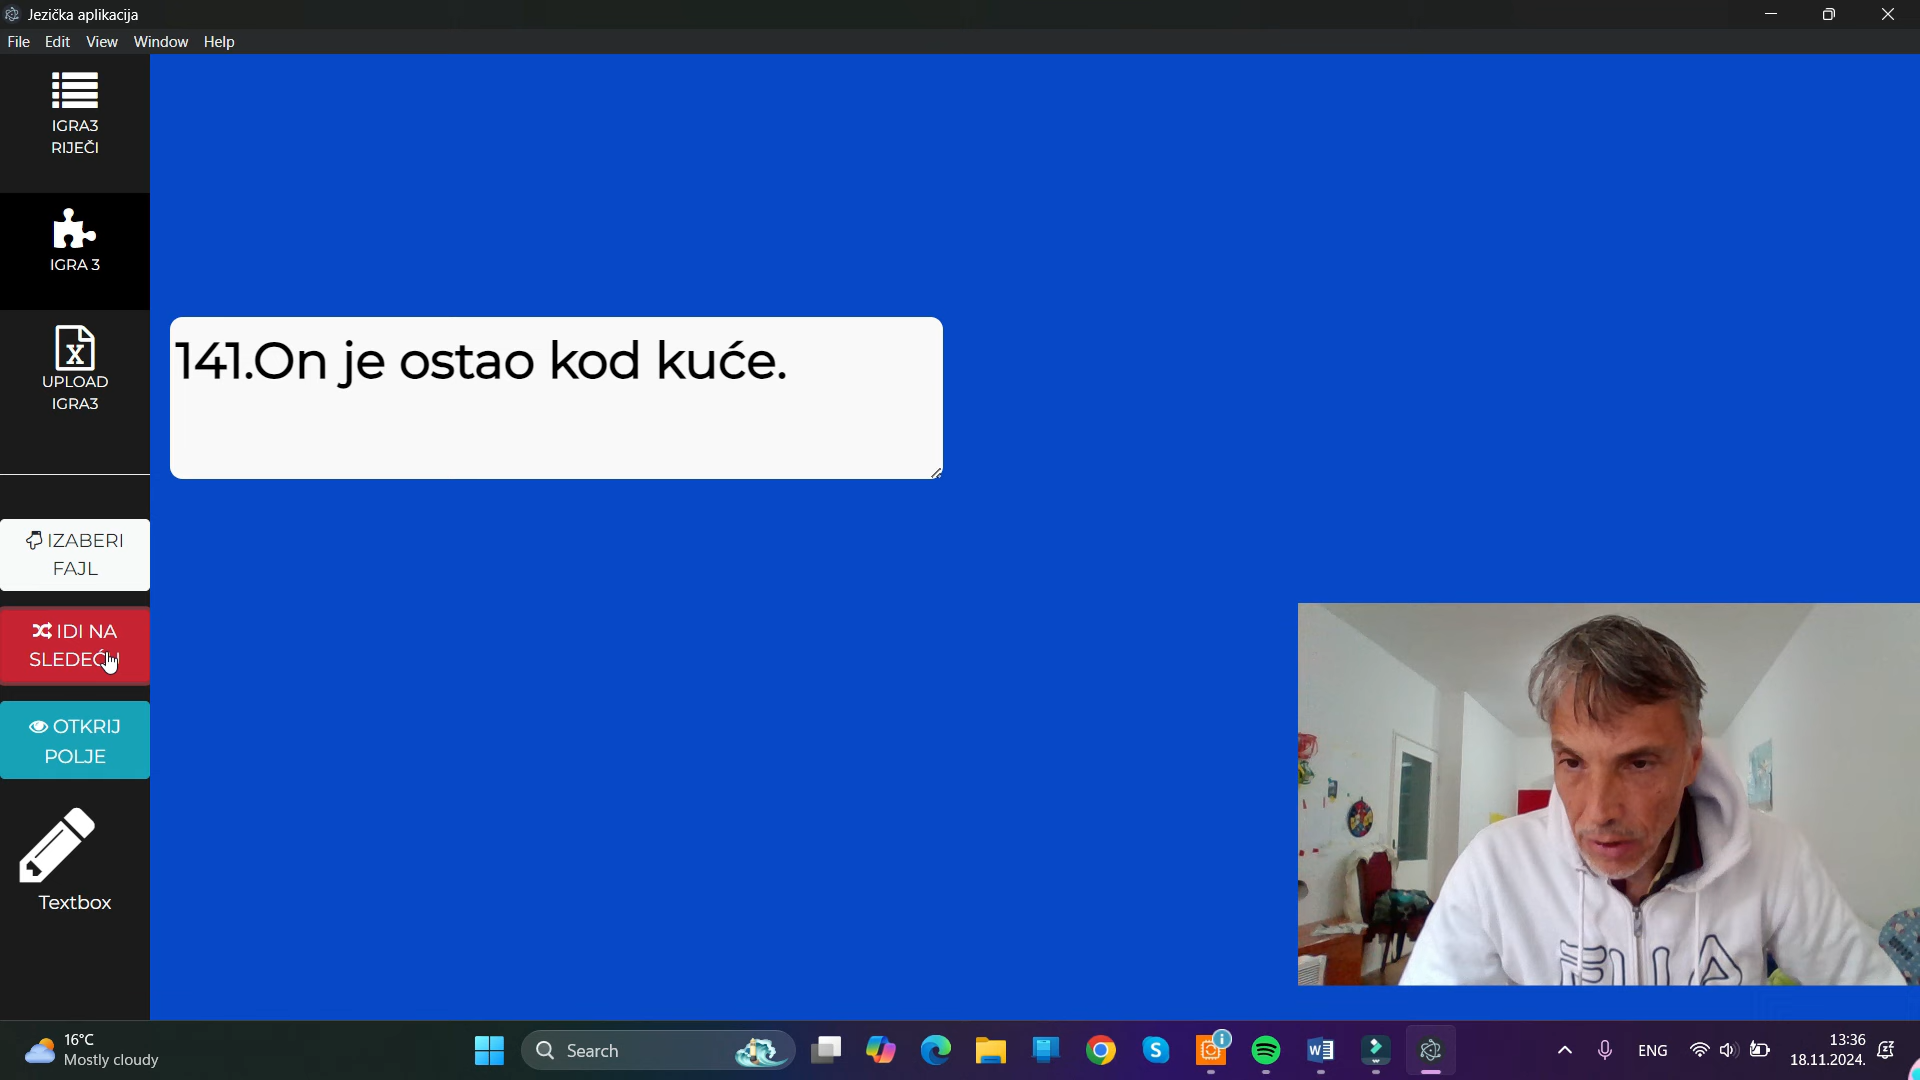 Jezička aplikacija
File Edit View Window Help
IGRA3
RIJEČI
IGRA 3
X
UPLOAD
IGRA3
141.On je ostao kod kuće.
IZABERI
FAJL
IDI NA
OTKRIJ
POLJE
Textbox
16°C
Mostly cloudy
Search
ENG
13:36
18.11.2024.